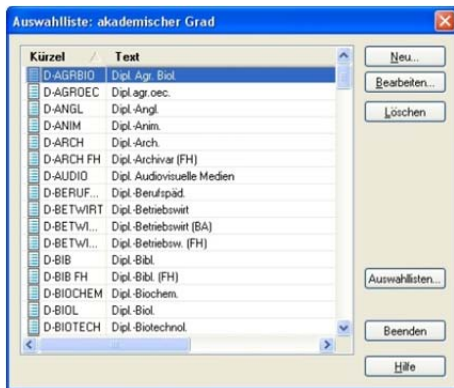 Auswahlliste: akademischer Grad
Kürzel Text
D-AGRBIO Dipl. Agr. Biol.
D-AGROEC Dipl.agr.oec.
D-ANGL Dipl.-Angl.
D-ANIM Dipl.-Anim.
D-ARCH Dipl.-Arch.
D-ARCH FH Dipl.-Archivar (FH)
D-AUDIO Dipl. Audiovisuelle Medien
D-BERUF... Dipl.-Berufspäd.
D-BETWIRT Dipl.-Betriebswirt
D-BETWI... Dipl.-Betriebswirt (BA)
D-BETWI... Dipl.-Betriebsw. (FH)
D-BIB Dipl.-Bibl.
D-BIB FH Dipl.-Bibl. (FH)
D-BIOCHEM Dipl.-Biochem.
D-BIOL Dipl.-Biol.
D-BIOTECH Dipl.-Biotechnol.
Neu...
Bearbeiten...
Löschen
Auswahllisten...
Beenden
Hilfe